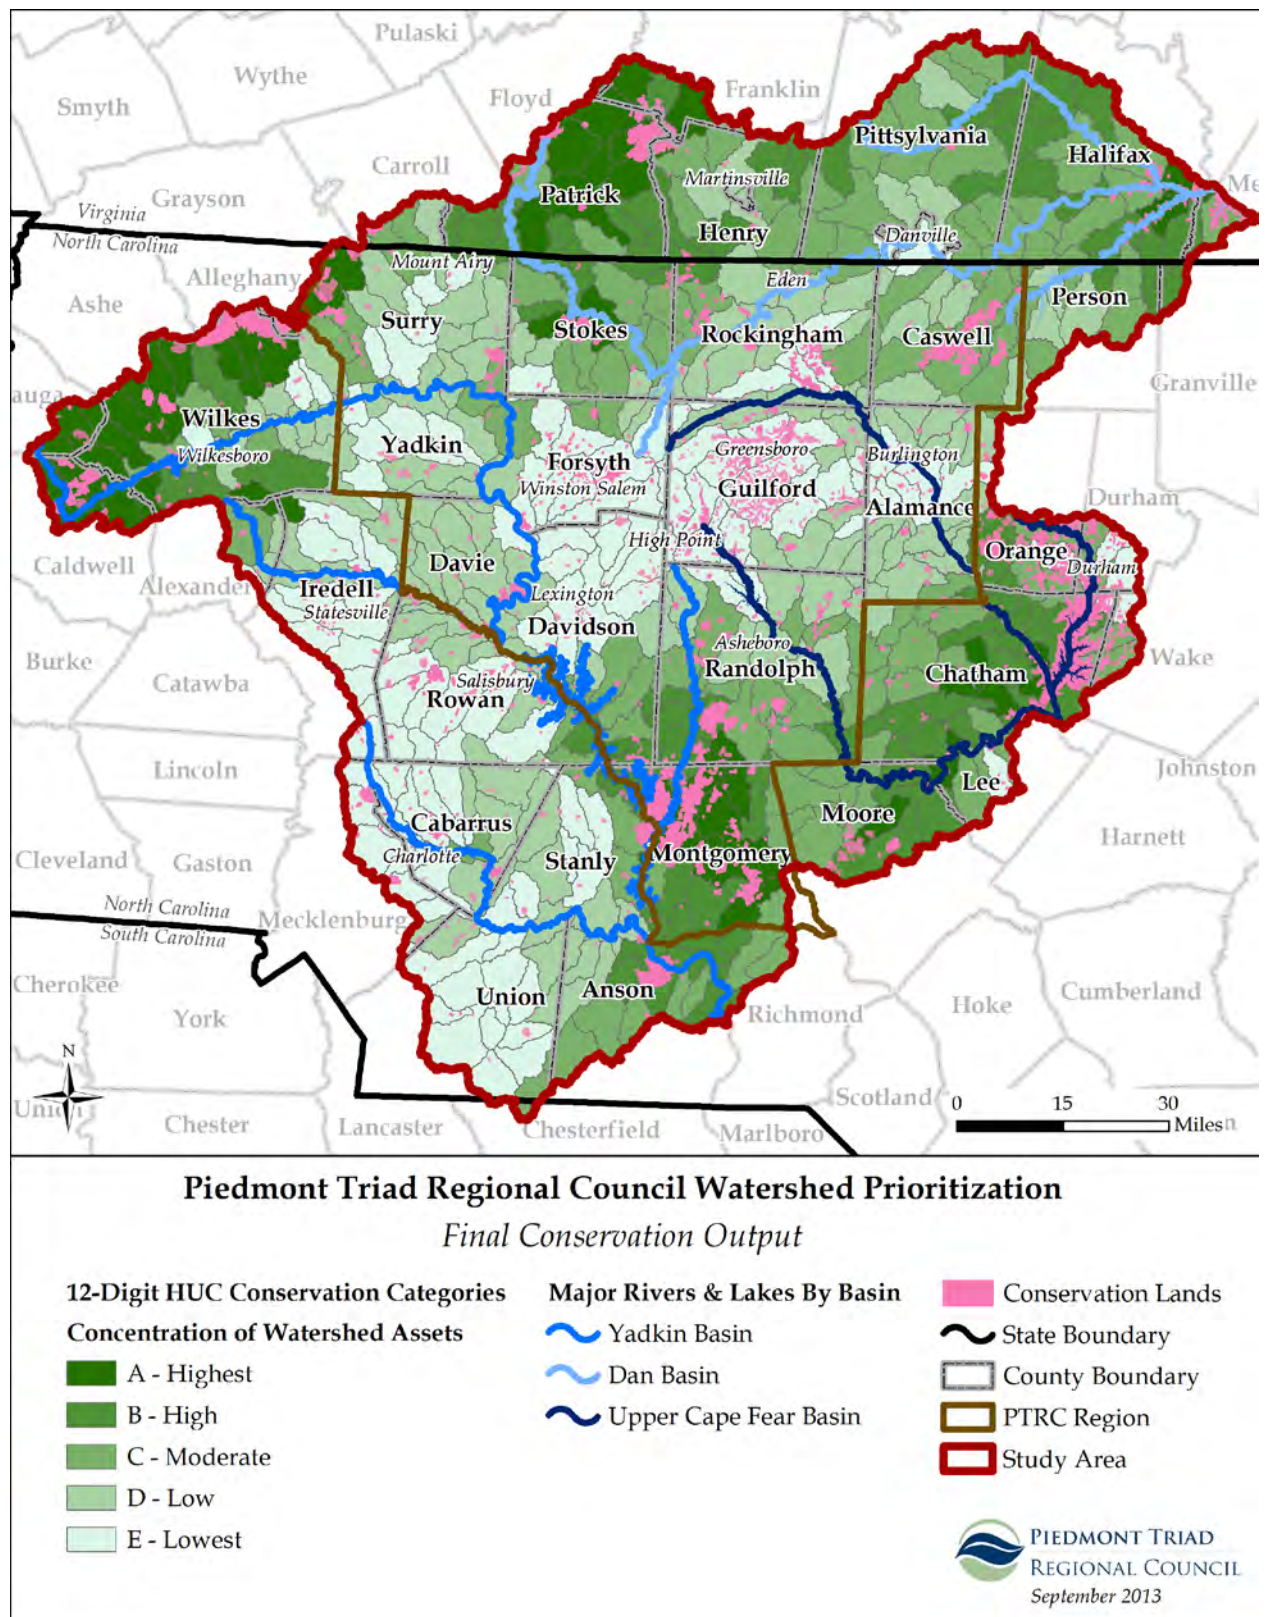 Pulaski
Wythe
Smyth
Floyd
Franklin
Carroll
Grayson
Pittsylvania
Halifax
Me
Martinsville
Patrick
Henry
Danville
Virginia
North Carolina
Mount Airy
Alleghany
Ashe
Eden
Person
Surry
Stokes
Rockingham
Caswell
Granville
auga
Wilkes
Wilkesboro
Yadkin
Forsyth
Winston Salem
Greensboro
Guilford
Burlington
Alamance
Durham
High Point
Orange
Durham
Caldwell
Alexander
Iredell
Statesville
Davie
Lexington
Davidson
Asheboro
Randolph
Chatham
Wake
Burke
Catawba
Salisbury
Rowan
Lincoln
Johnston
Lee
Moore
Harnett
Cabarrus
Charlotte
Stanly
Montgomery
Cleveland
Gaston
Mecklenburg
North Carolina
South Carolina
Cherokee
York
Union
Anson
Richmond
Hoke
Cumberland
Scotland
N
Union
Chester
Lancaster
Chesterfield
Marlboro
0 15 30
Miles
n
Piedmont Triad Regional Council Watershed Prioritization
Final Conservation Output
12-Digit HUC Conservation Categories
Concentration of Watershed Assets
A - Highest
B - High
C - Moderate
D - Low
E - Lowest
Major Rivers & Lakes By Basin
Yadkin Basin
Dan Basin
Upper Cape Fear Basin
Conservation Lands
State Boundary
County Boundary
PTRC Region
Study Area
PIEDMONT TRIAD
REGIONAL COUNCIL
September 2013